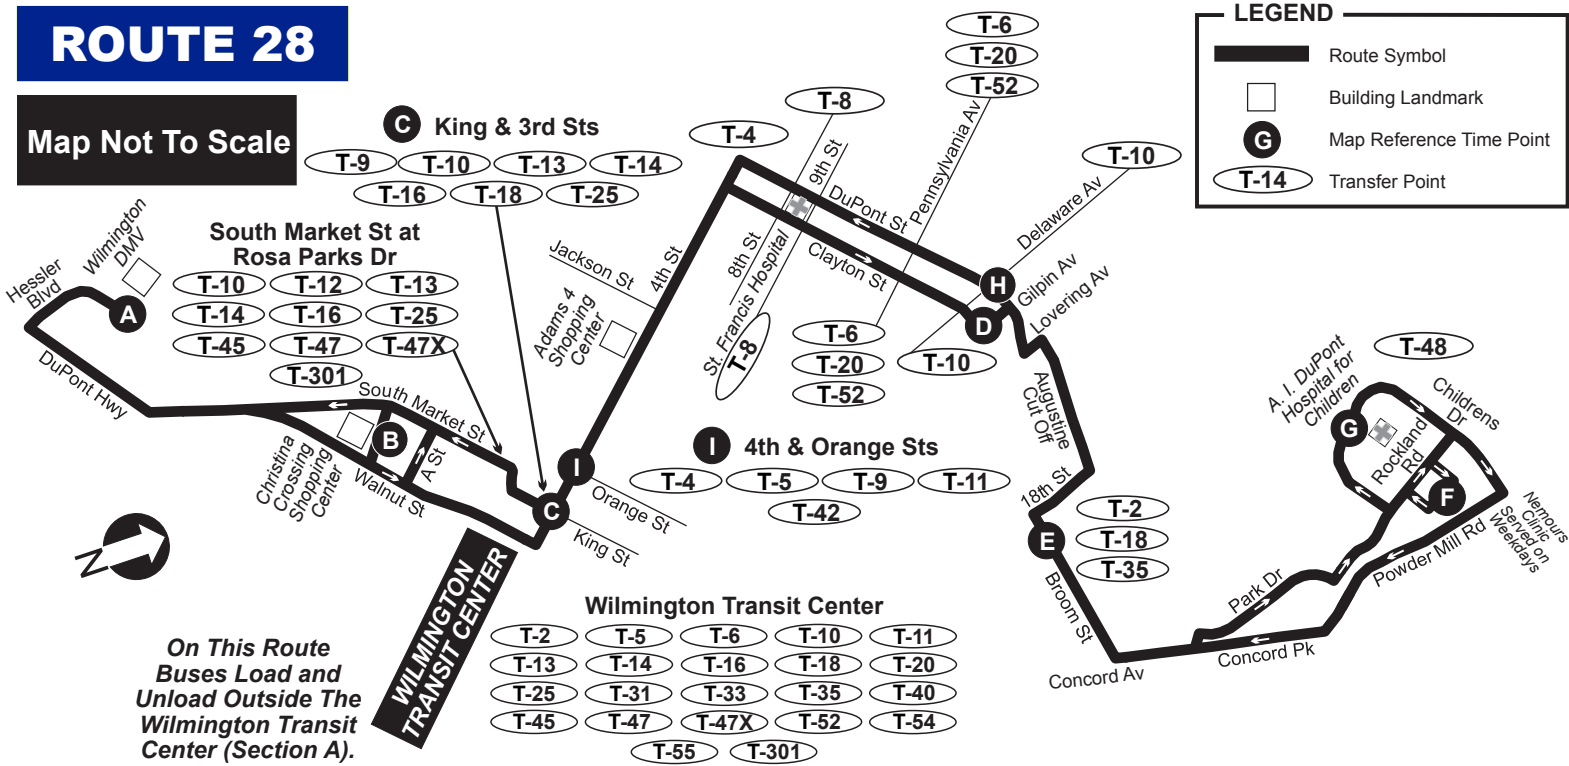 ROUTE 28
Map Not To Scale
C King & 3rd Sts
T-9 T-10 T-13 T-14
T-16 T-18 T-25
T-4
T-8
T-6
T-20
T-52
T-10
LEGEND
Route Symbol
Building Landmark
G Map Reference Time Point
T-14 Transfer Point
South Market St at
Rosa Parks Dr
T-10 T-12 T-13
T-14 T-16 T-25
T-45 T-47 T-47X
T-301
Wilmington
DMV
Hessler
Blvd
A
DuPont Hwy
South Market St
B
A St
Walnut St
Christina
Crossing
Shopping
Center
Jackson St
4th St
Adams 4
Shopping
Center
8th St
9th St
St. Francis Hospital
T-8
DuPont St
Clayton St
Pennsylvania Av
Delaware Av
H
D
Gilpin Av
Lovering Av
T-6
T-20
T-52
T-10
Augustine
Cut Off
18th St
I
C
Orange St
King St
I 4th & Orange Sts
T-4 T-5 T-9 T-11
T-42
E
T-2
T-18
T-35
Broom St
Concord Av
Concord Pk
Park Dr
Powder Mill Rd
T-48
A. I. DuPont
Hospital for
Children
G
Rockland
Rd
F
Childrens
Dr
Nemours
Clinic
Served on
Weekdays
N
WILMINGTON
TRANSIT CENTER
On This Route
Buses Load and
Unload Outside The
Wilmington Transit
Center (Section A).
Wilmington Transit Center
T-2 T-5 T-6 T-10 T-11
T-13 T-14 T-16 T-18 T-20
T-25 T-31 T-33 T-35 T-40
T-45 T-47 T-47X T-52 T-54
T-55 T-301